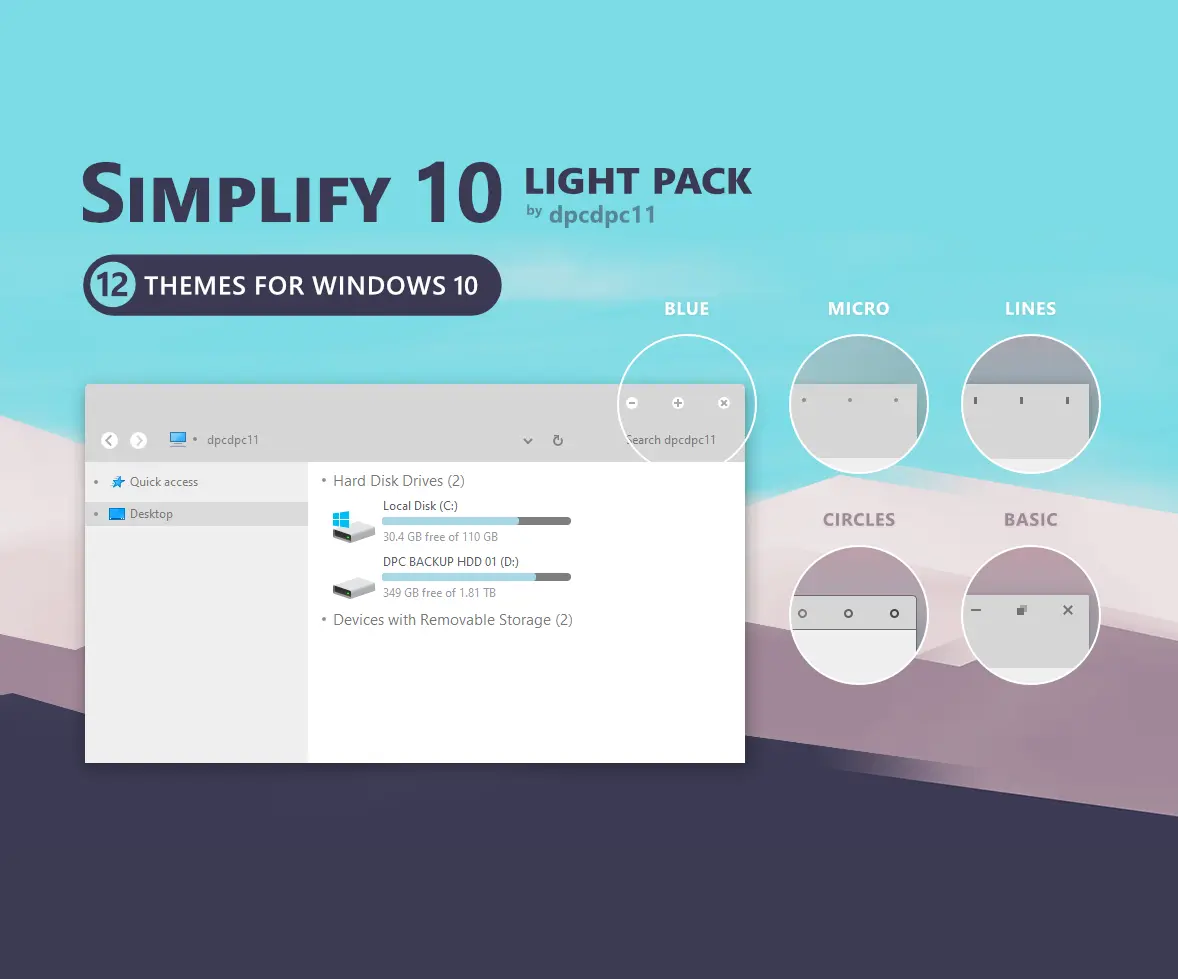 SIMPLIFY 10
LIGHT PACK
by dpcdpc11
12 THEMES FOR WINDOWS 10
BLUE
MICRO
LINES
dpcdpc11
Search dpcdpc11
Quick access
Desktop
Hard Disk Drives (2)
Local Disk (C:)
30.4 GB free of 110 GB
DPC BACKUP HDD 01 (D:)
349 GB free of 1.81 TB
Devices with Removable Storage (2)
CIRCLES
BASIC